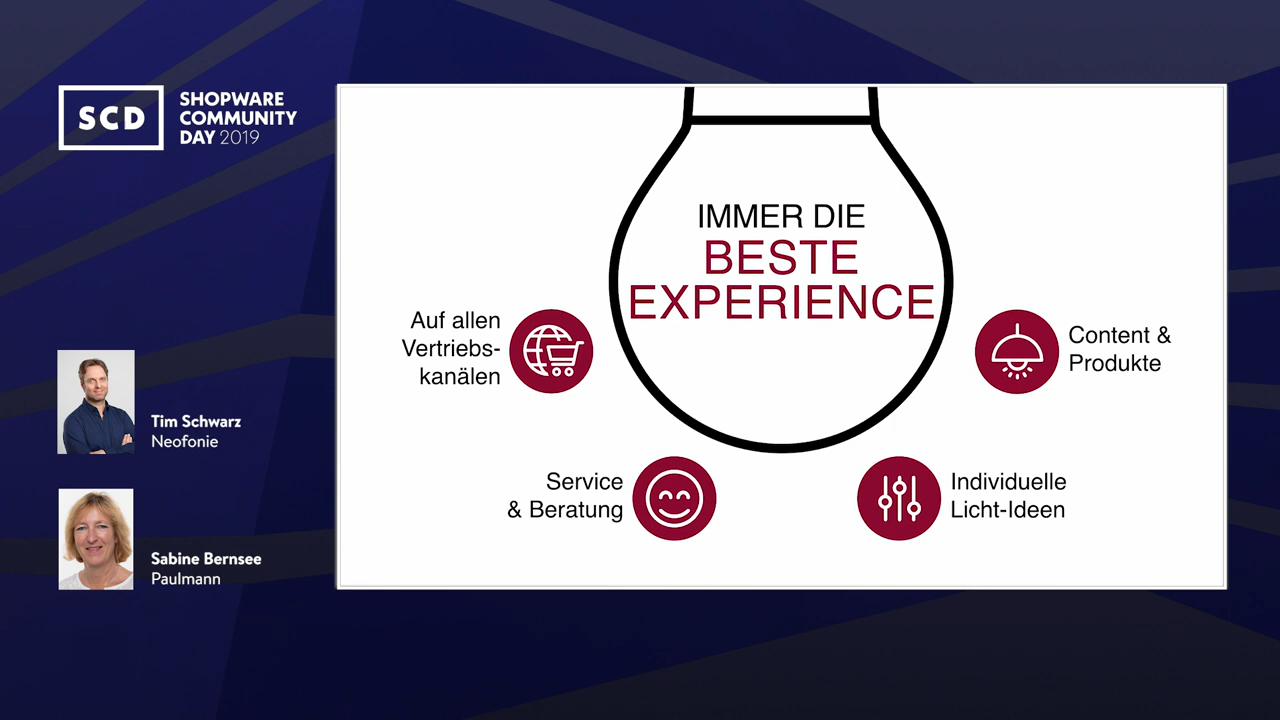 SCD
SHOPWARE
COMMUNITY
DAY 2019
Tim Schwarz
Neofonie
Sabine Bernsee
Paulmann
IMMER DIE
BESTE
EXPERIENCE
Auf allen
Vertriebs-
kanälen
Content &
Produkte
Service
& Beratung
Individuelle
Licht-Ideen